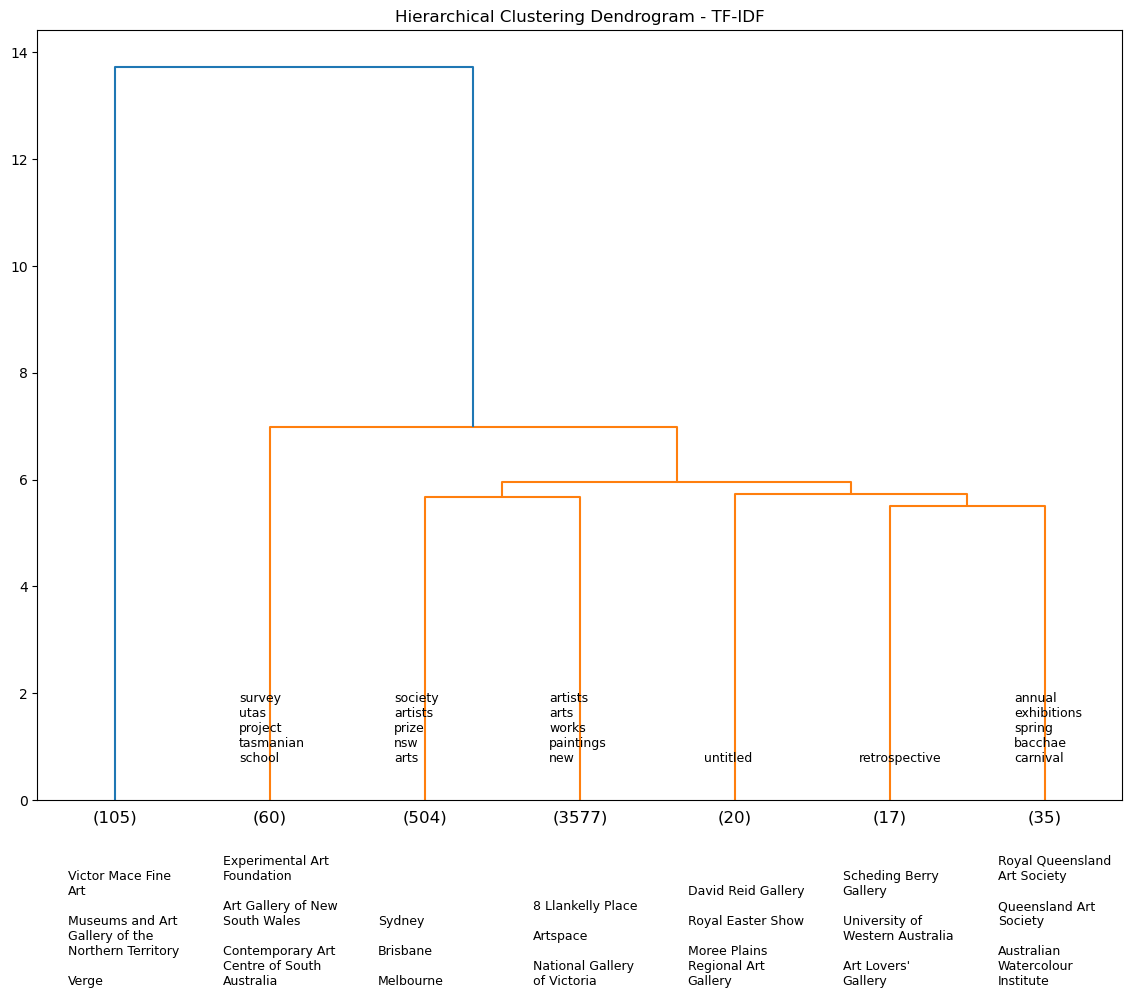 Hierarchical Clustering Dendrogram - TF-IDF
14
12
10
8
6
4
2
0
survey
utas
project
tasmanian
school
society
artists
prize
nsw
arts
artists
arts
works
paintings
new
untitled
retrospective
annual
exhibitions
spring
bacchae
carnival
(105)
(60)
(504)
(3577)
(20)
(17)
(35)
Victor Mace Fine
Art
Museums and Art
Gallery of the
Northern Territory
Verge
Experimental Art
Foundation
Art Gallery of New
South Wales
Contemporary Art
Centre of South
Australia
Sydney
Brisbane
Melbourne
8 Llankelly Place
Artspace
National Gallery
of Victoria
David Reid Gallery
Royal Easter Show
Moree Plains
Regional Art
Gallery
Scheding Berry
Gallery
University of
Western Australia
Art Lovers'
Gallery
Royal Queensland
Art Society
Queensland Art
Society
Australian
Watercolour
Institute